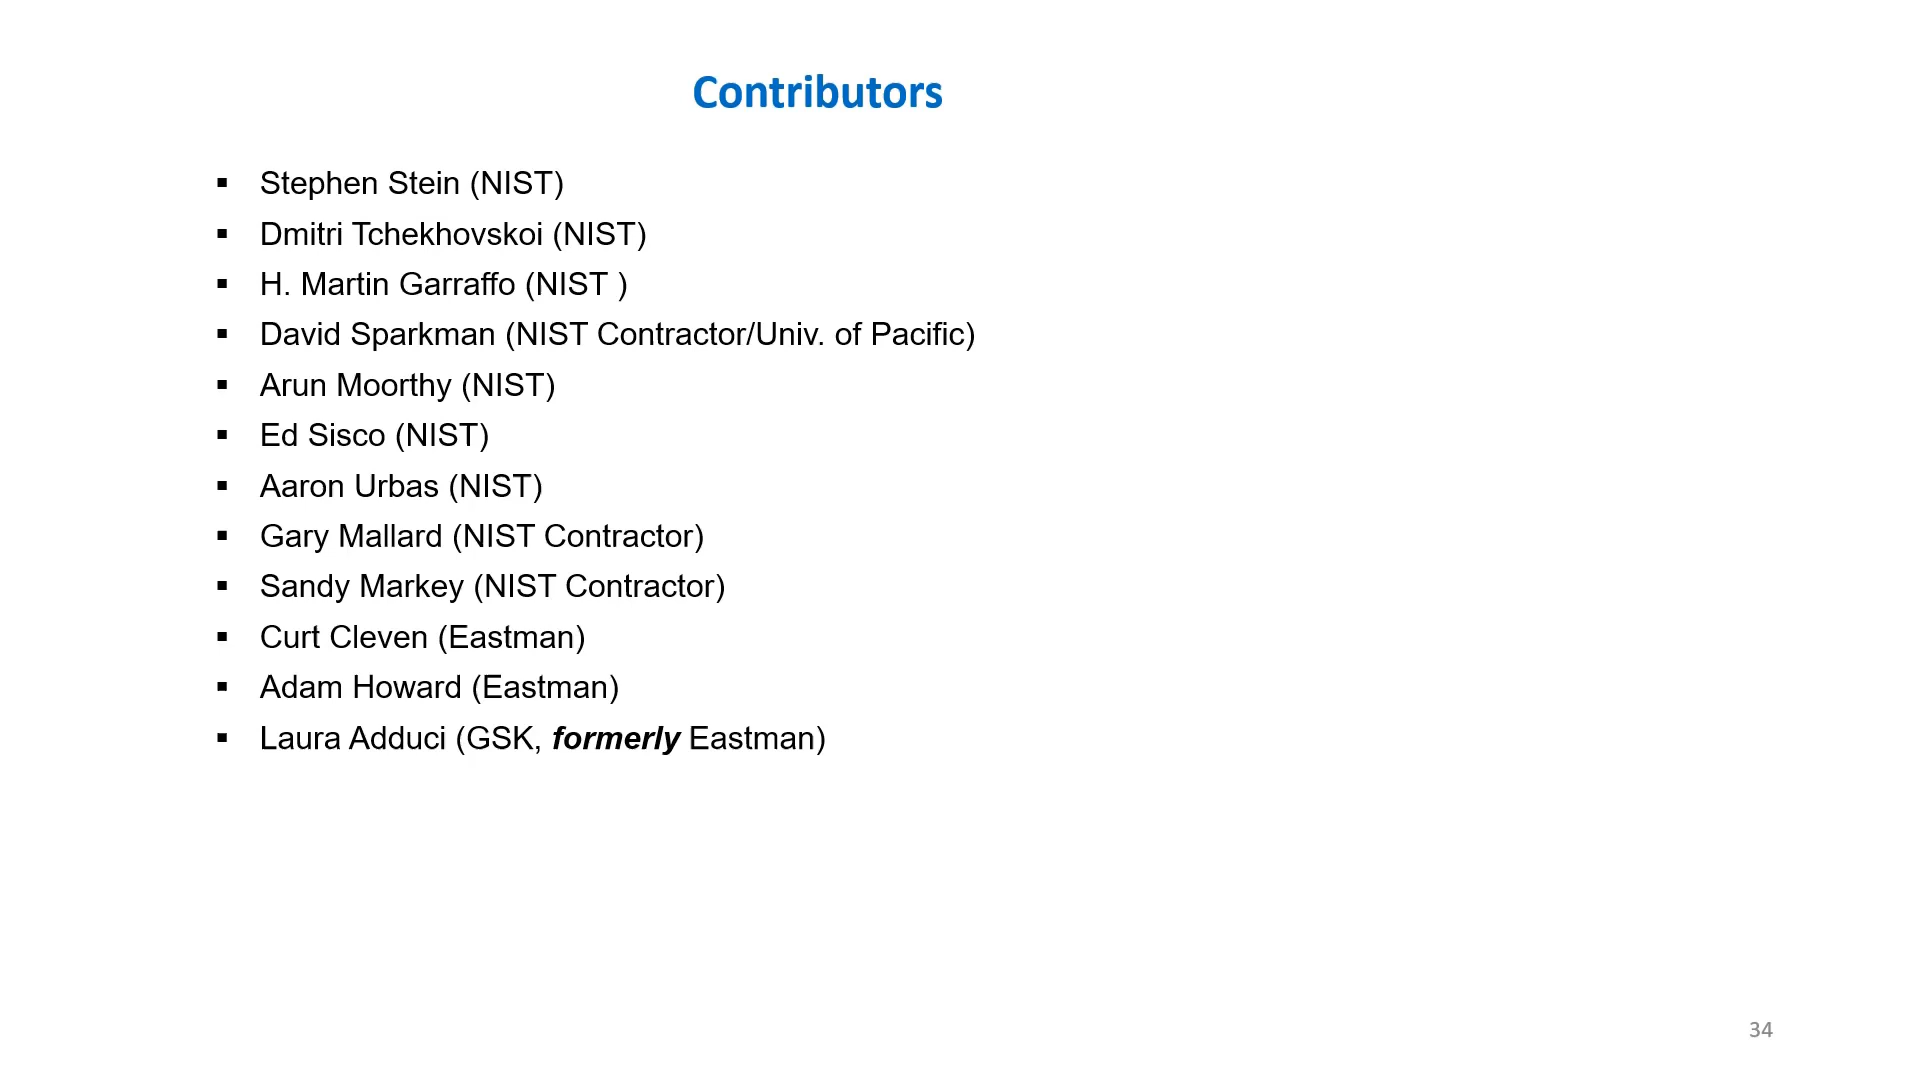 Contributors
▪ Stephen Stein (NIST)
▪ Dmitri Tchekhovskoi (NIST)
▪ H. Martin Garraffo (NIST )
▪ David Sparkman (NIST Contractor/Univ. of Pacific)
▪ Arun Moorthy (NIST)
▪ Ed Sisco (NIST)
▪ Aaron Urbas (NIST)
▪ Gary Mallard (NIST Contractor)
▪ Sandy Markey (NIST Contractor)
▪ Curt Cleven (Eastman)
▪ Adam Howard (Eastman)
▪ Laura Adduci (GSK, formerly Eastman)
34